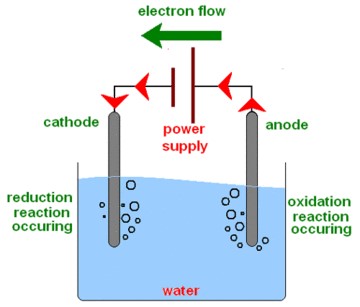 electron flow
cathode
power
supply
anode
reduction
reaction
occuring
oxidation
reaction
occuring
water